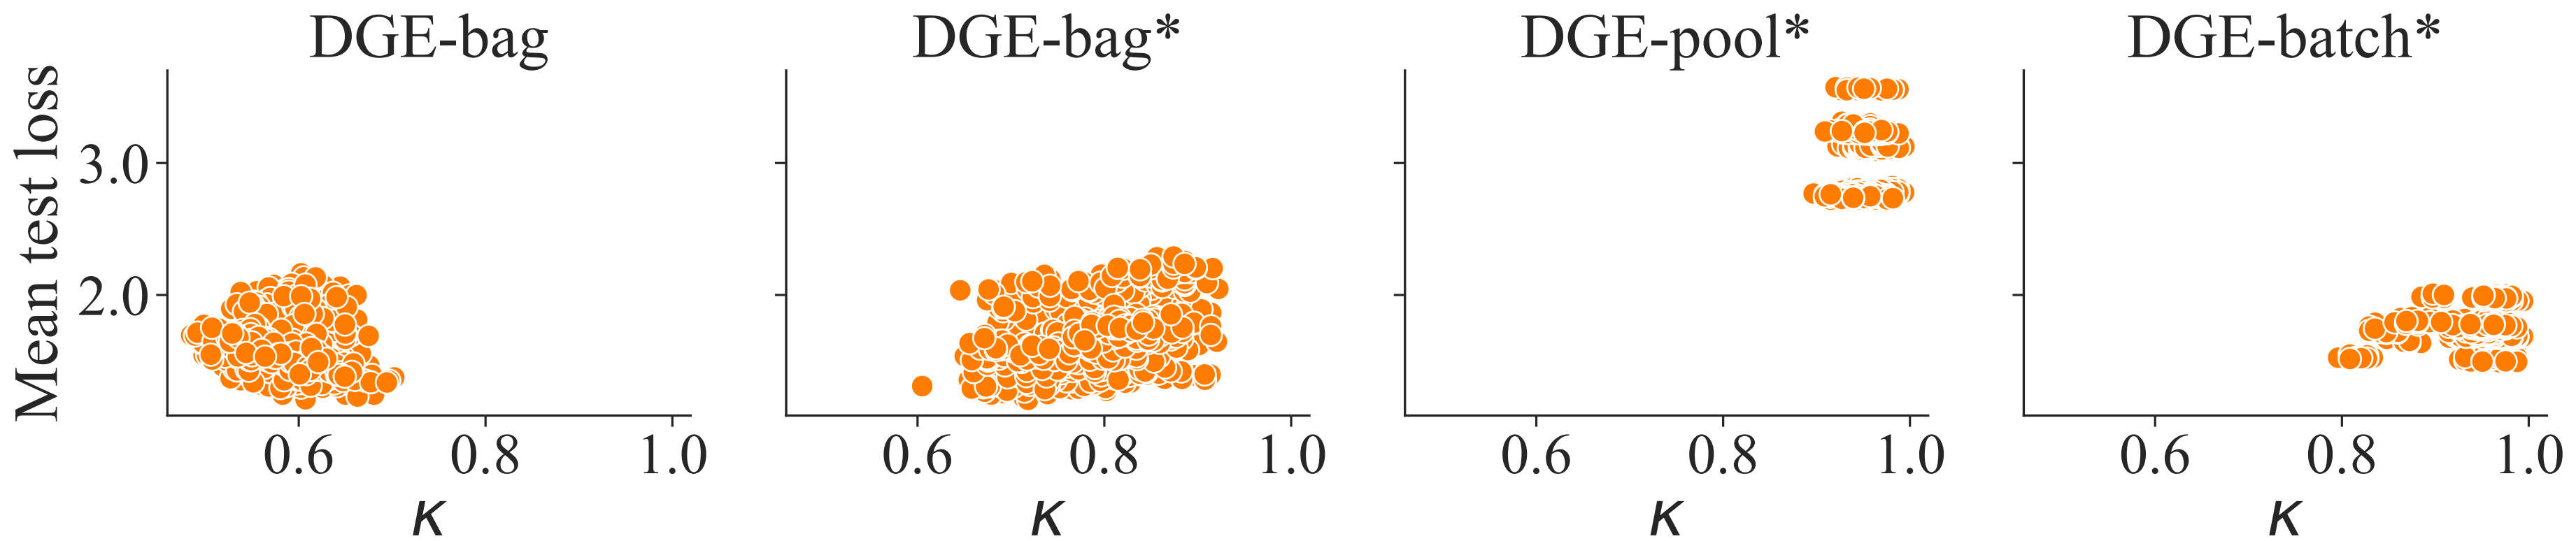 DGE-bag
DGE-bag*
DGE-pool*
DGE-batch*
Mean test loss
3.0
2.0
0.6 0.8 1.0
0.6 0.8 1.0
0.6 0.8 1.0
0.6 0.8 1.0
κ
κ
κ
κ